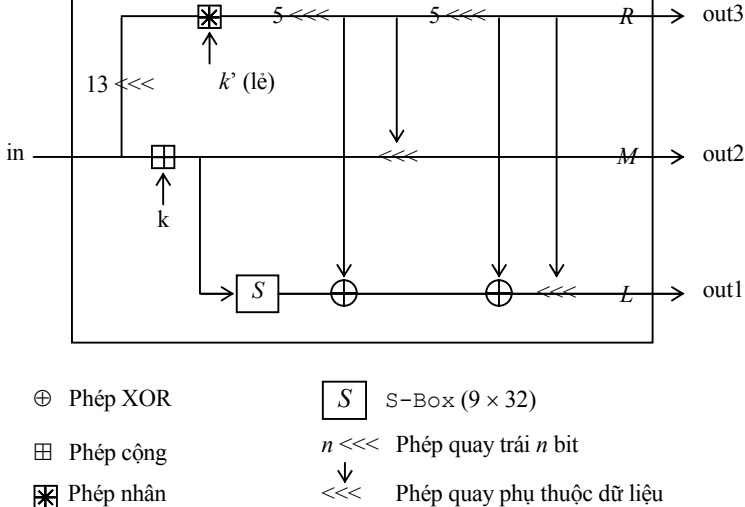 5 <<< 5 <<< R out3
13 <<< k’ (lẻ)
in <<< M out2
k
S <<< L out1
⊕ Phép XOR
S S-Box (9 × 32)
⊞ Phép cộng
n <<< Phép quay trái n bit
Phép nhân
<<< Phép quay phụ thuộc dữ liệu